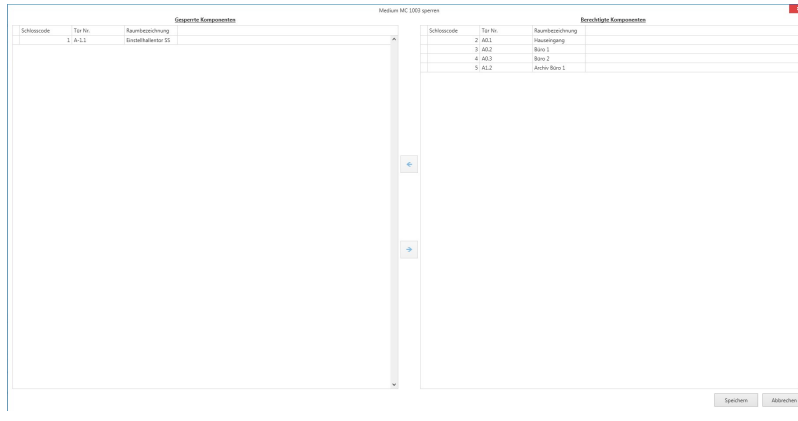 Medium MC 1003 sperren
Gesperrte Komponenten
Schlosscode Tür Nr. Raumbezeichnung
1 A-1.1 Einstellhallentor SS
Berechtigte Komponenten
Schlosscode Tür Nr. Raumbezeichnung
2 A0.1 Hauseingang
3 A0.2 Büro 1
4 A0.3 Büro 2
5 A1.2 Archiv Büro 1
Speichern Abbrechen